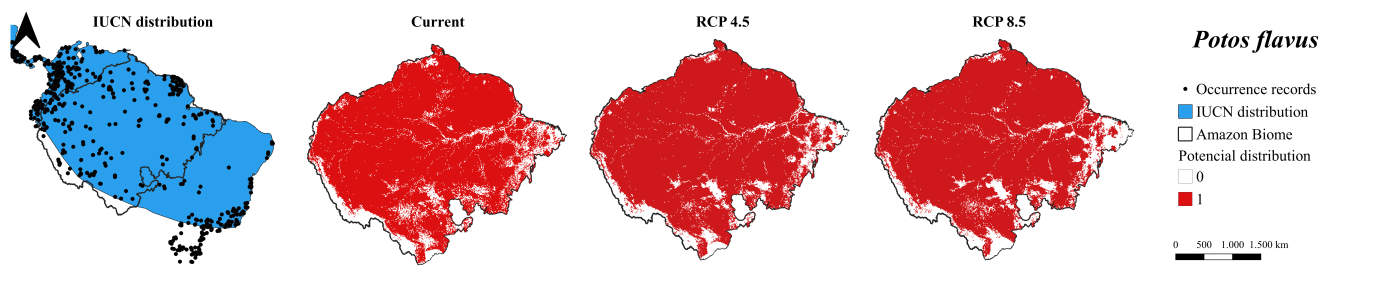 IUCN distribution
Current
RCP 4.5
RCP 8.5
Potos flavus
Occurrence records
IUCN distribution
Amazon Biome
Potencial distribution
0
1
0 500 1.000 1.500 km